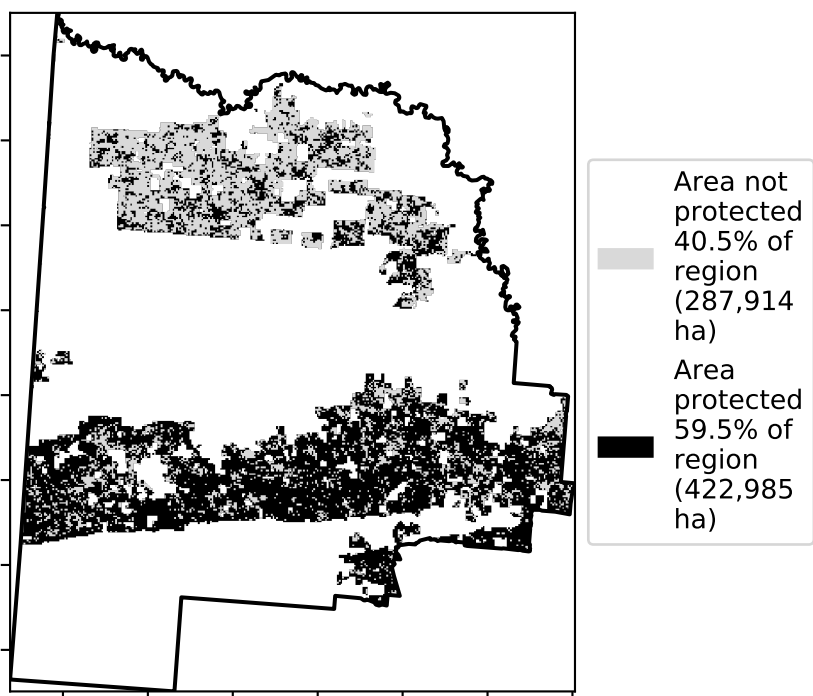 Area not
protected
40.5% of
region
(287,914
ha)
Area
protected
59.5% of
region
(422,985
ha)